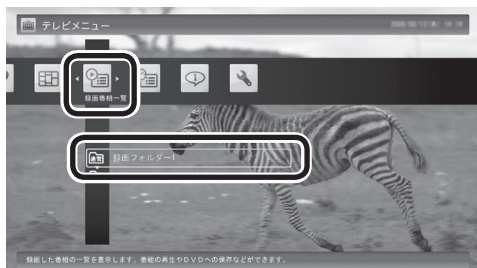 テレビメニュー
録画番組一覧
録画フォルダー1
録画した番組の一覧を表示します。番組の再生やDVDへの保存などができます。